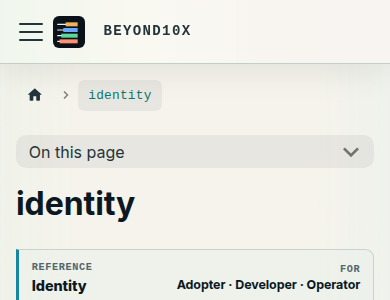 BEYOND10X
identity
On this page
identity
REFERENCE
Identity
FOR
Adopter · Developer · Operator